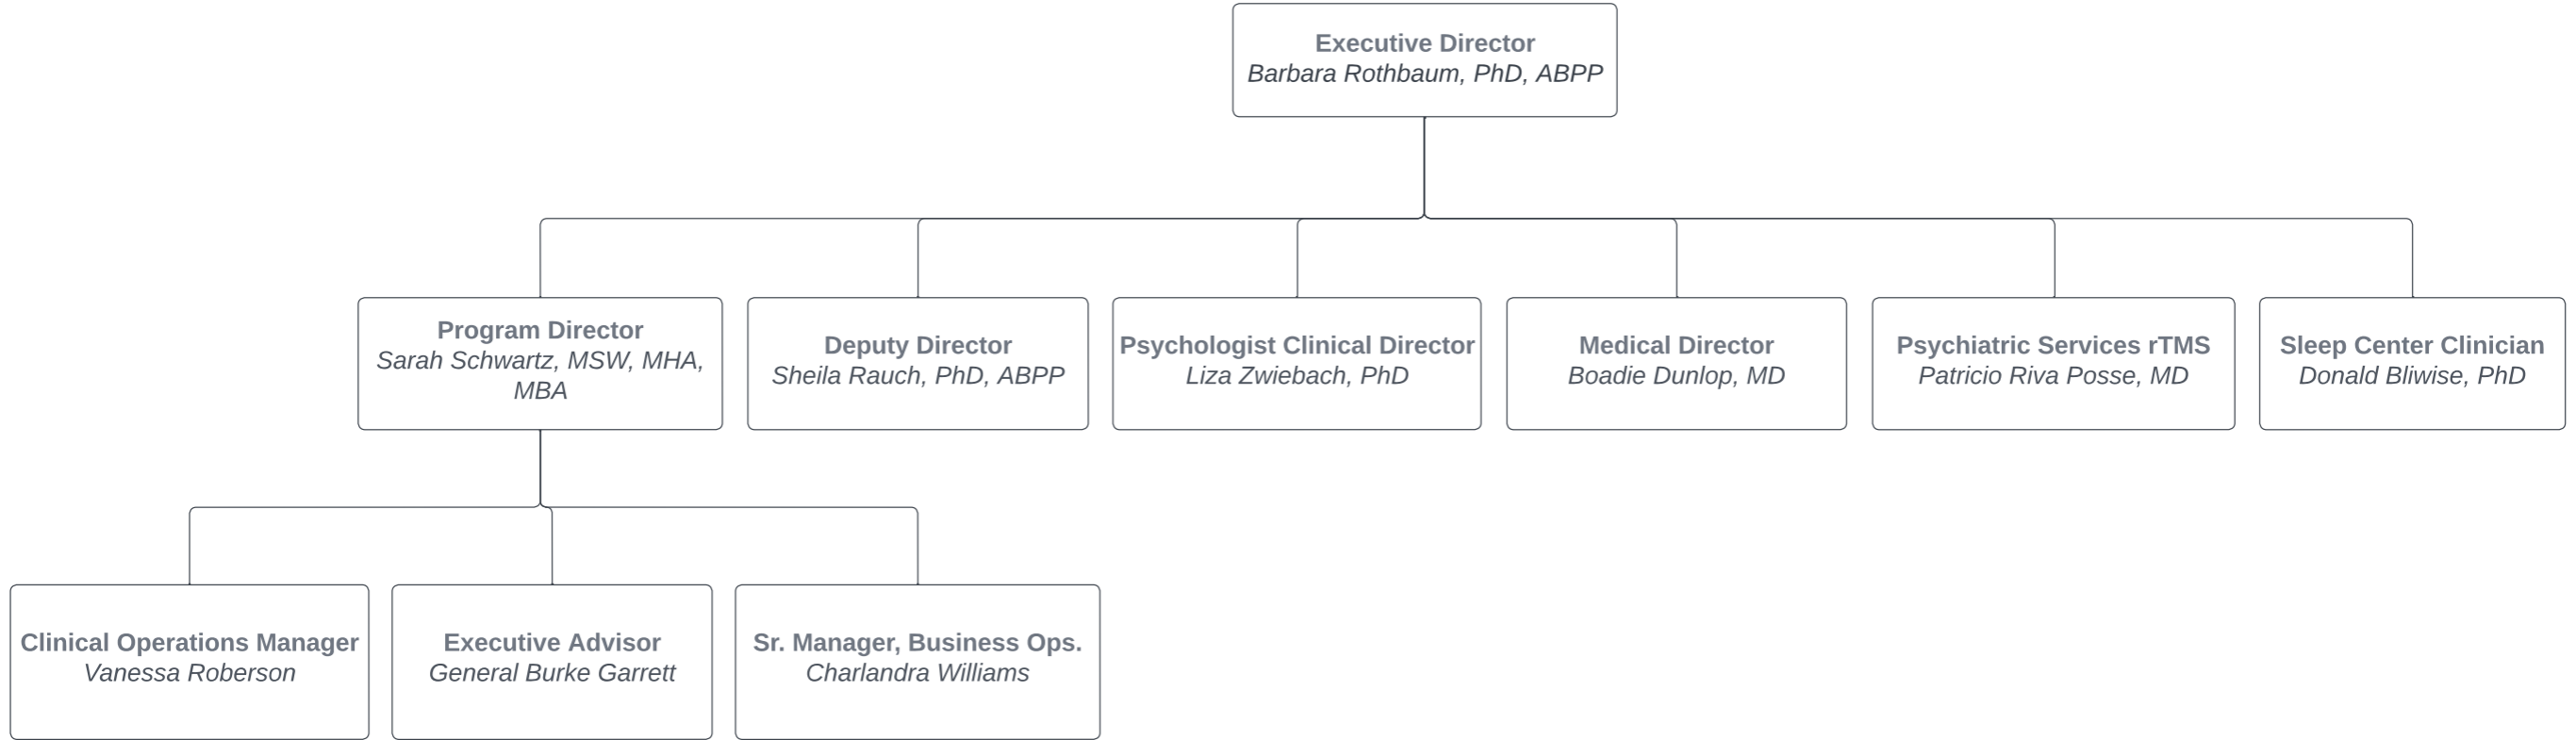 Executive Director
Barbara Rothbaum, PhD, ABPP
Program Director
Sarah Schwartz, MSW, MHA,
MBA
Deputy Director
Sheila Rauch, PhD, ABPP
Psychologist Clinical Director
Liza Zwiebach, PhD
Medical Director
Boadie Dunlop, MD
Psychiatric Services rTMS
Patricio Riva Posse, MD
Sleep Center Clinician
Donald Bliwise, PhD
Clinical Operations Manager
Vanessa Roberson
Executive Advisor
General Burke Garrett
Sr. Manager, Business Ops.
Charlandra Williams